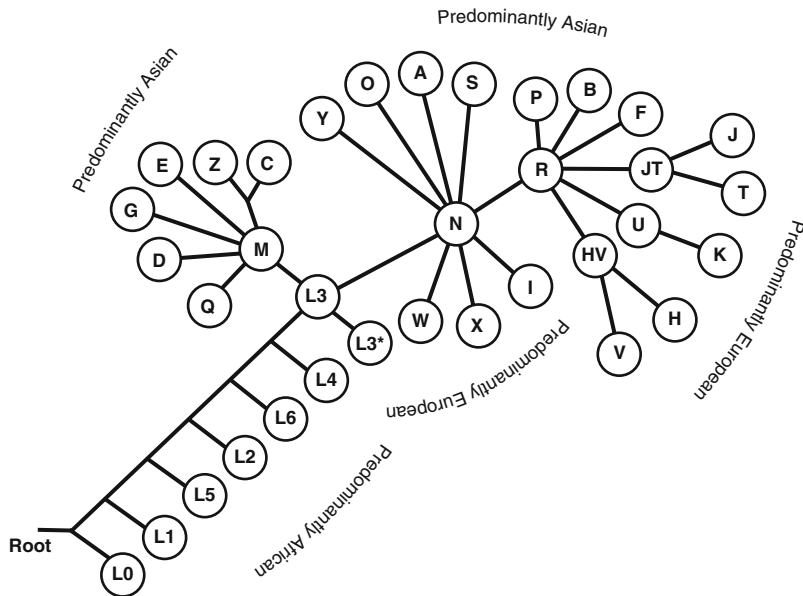 Predominantly Asian
Predominantly Asian
A
O
S
B
P
Y
F
J
E
Z
C
R
JT
T
G
N
U
M
D
HV
K
I
L3
Q
W
X
H
L3*
V
Predominantly European
Predominantly European
L4
L6
L2
L5
Predominantly African
L1
Root
L0